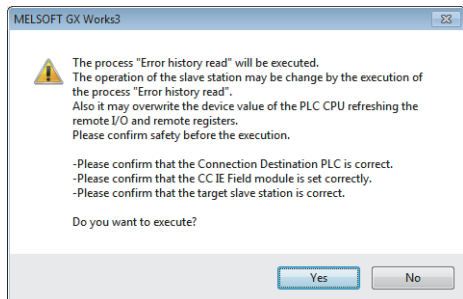 MELSOFT GX Works3
The process "Error history read" will be executed.
The operation of the slave station may be change by the execution of
the process "Error history read".
Also it may overwrite the device value of the PLC CPU refreshing the
remote I/O and remote registers.
Please confirm safety before the execution.
-Please confirm that the Connection Destination PLC is correct.
-Please confirm that the CC IE Field module is set correctly.
-Please confirm that the target slave station is correct.
Do you want to execute?
Yes No